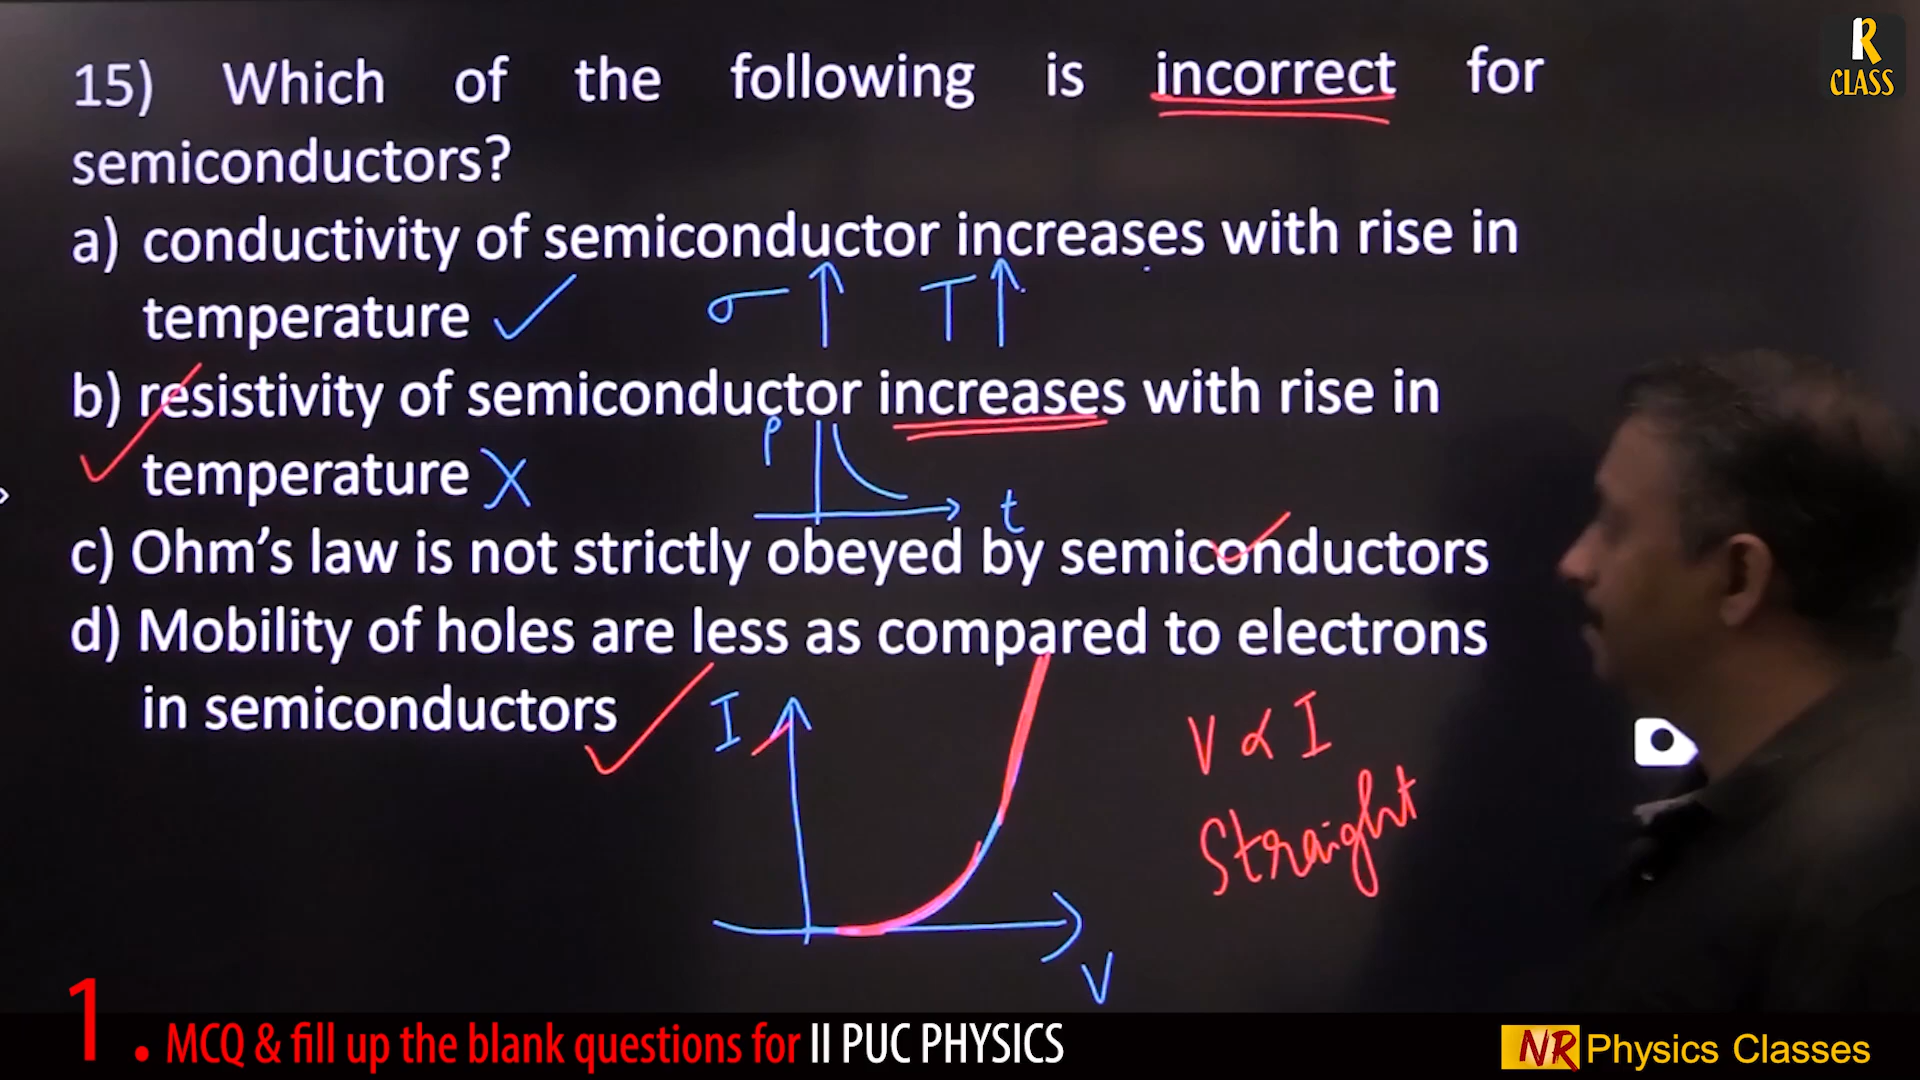 R
CLASS
15) Which of the following is incorrect for
semiconductors?
a) conductivity of semiconductor increases with rise in
temperature
σ T
b) resistivity of semiconductor increases with rise in
temperature X
ρ
t
c) Ohm's law is not strictly obeyed by semiconductors
d) Mobility of holes are less as compared to electrons
in semiconductors
I
V ∝ I
Straight
V
1. MCQ & fill up the blank questions for II PUC PHYSICS
NR Physics Classes